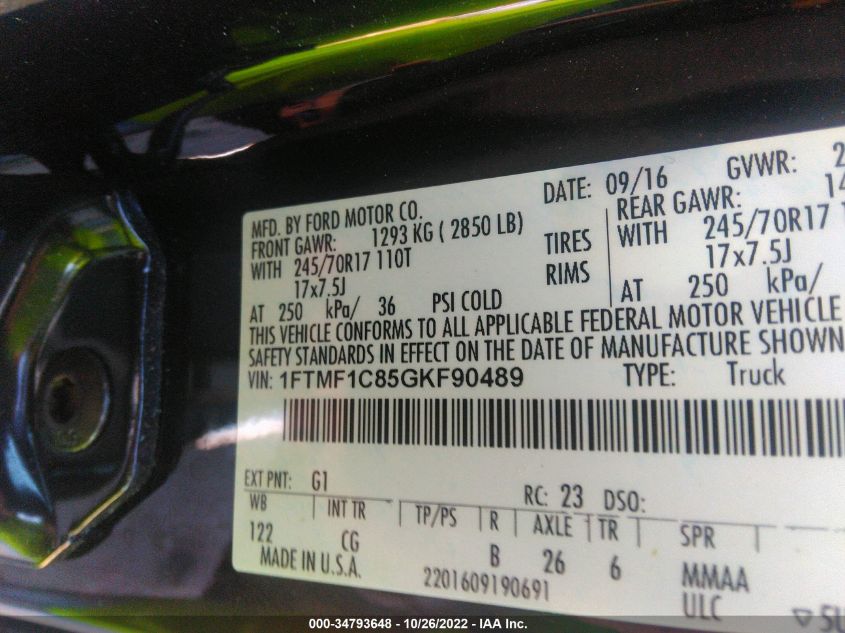 MFD. BY FORD MOTOR CO. DATE: 09/16 GVWR: 2
FRONT GAWR: 1293 KG ( 2850 LB) REAR GAWR: 14
WITH 245/70R17 110T TIRES WITH 245/70R17 1
17x7.5J RIMS 17x7.5J
AT 250 kPa/ 36 PSI COLD AT 250 kPa/
THIS VEHICLE CONFORMS TO ALL APPLICABLE FEDERAL MOTOR VEHICLE
SAFETY STANDARDS IN EFFECT ON THE DATE OF MANUFACTURE SHOWN
VIN: 1FTMF1C85GKF90489 TYPE: Truck
EXT PNT: G1 RC: 23 DSO:
WB INT TR TP/PS R AXLE TR SPR
122 CG B 26 6 MMAA
MADE IN U.S.A. 2201609190691 ULC
5U
000-34793648 - 10/26/2022 - IAA Inc.